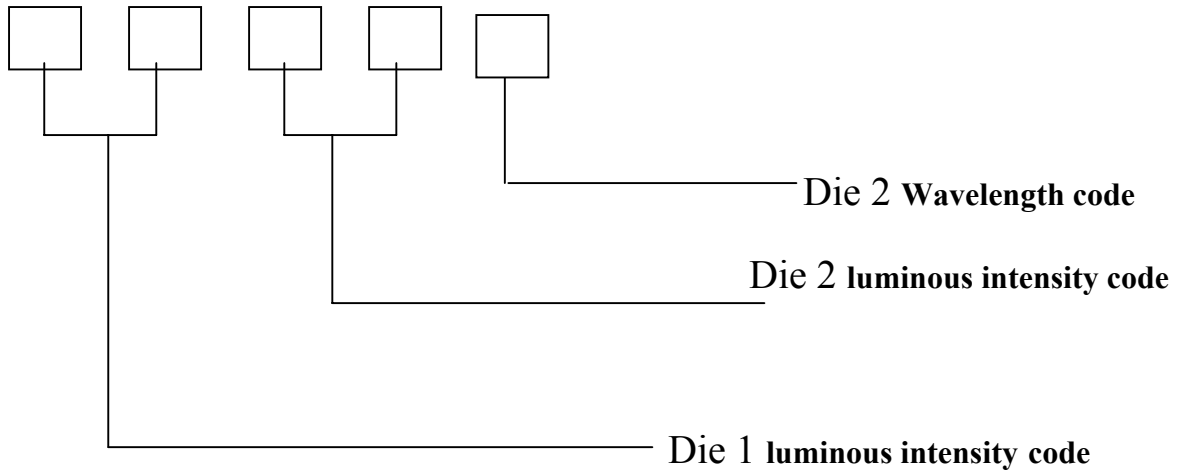 Die 2 Wavelength code
Die 2 luminous intensity code
Die 1 luminous intensity code